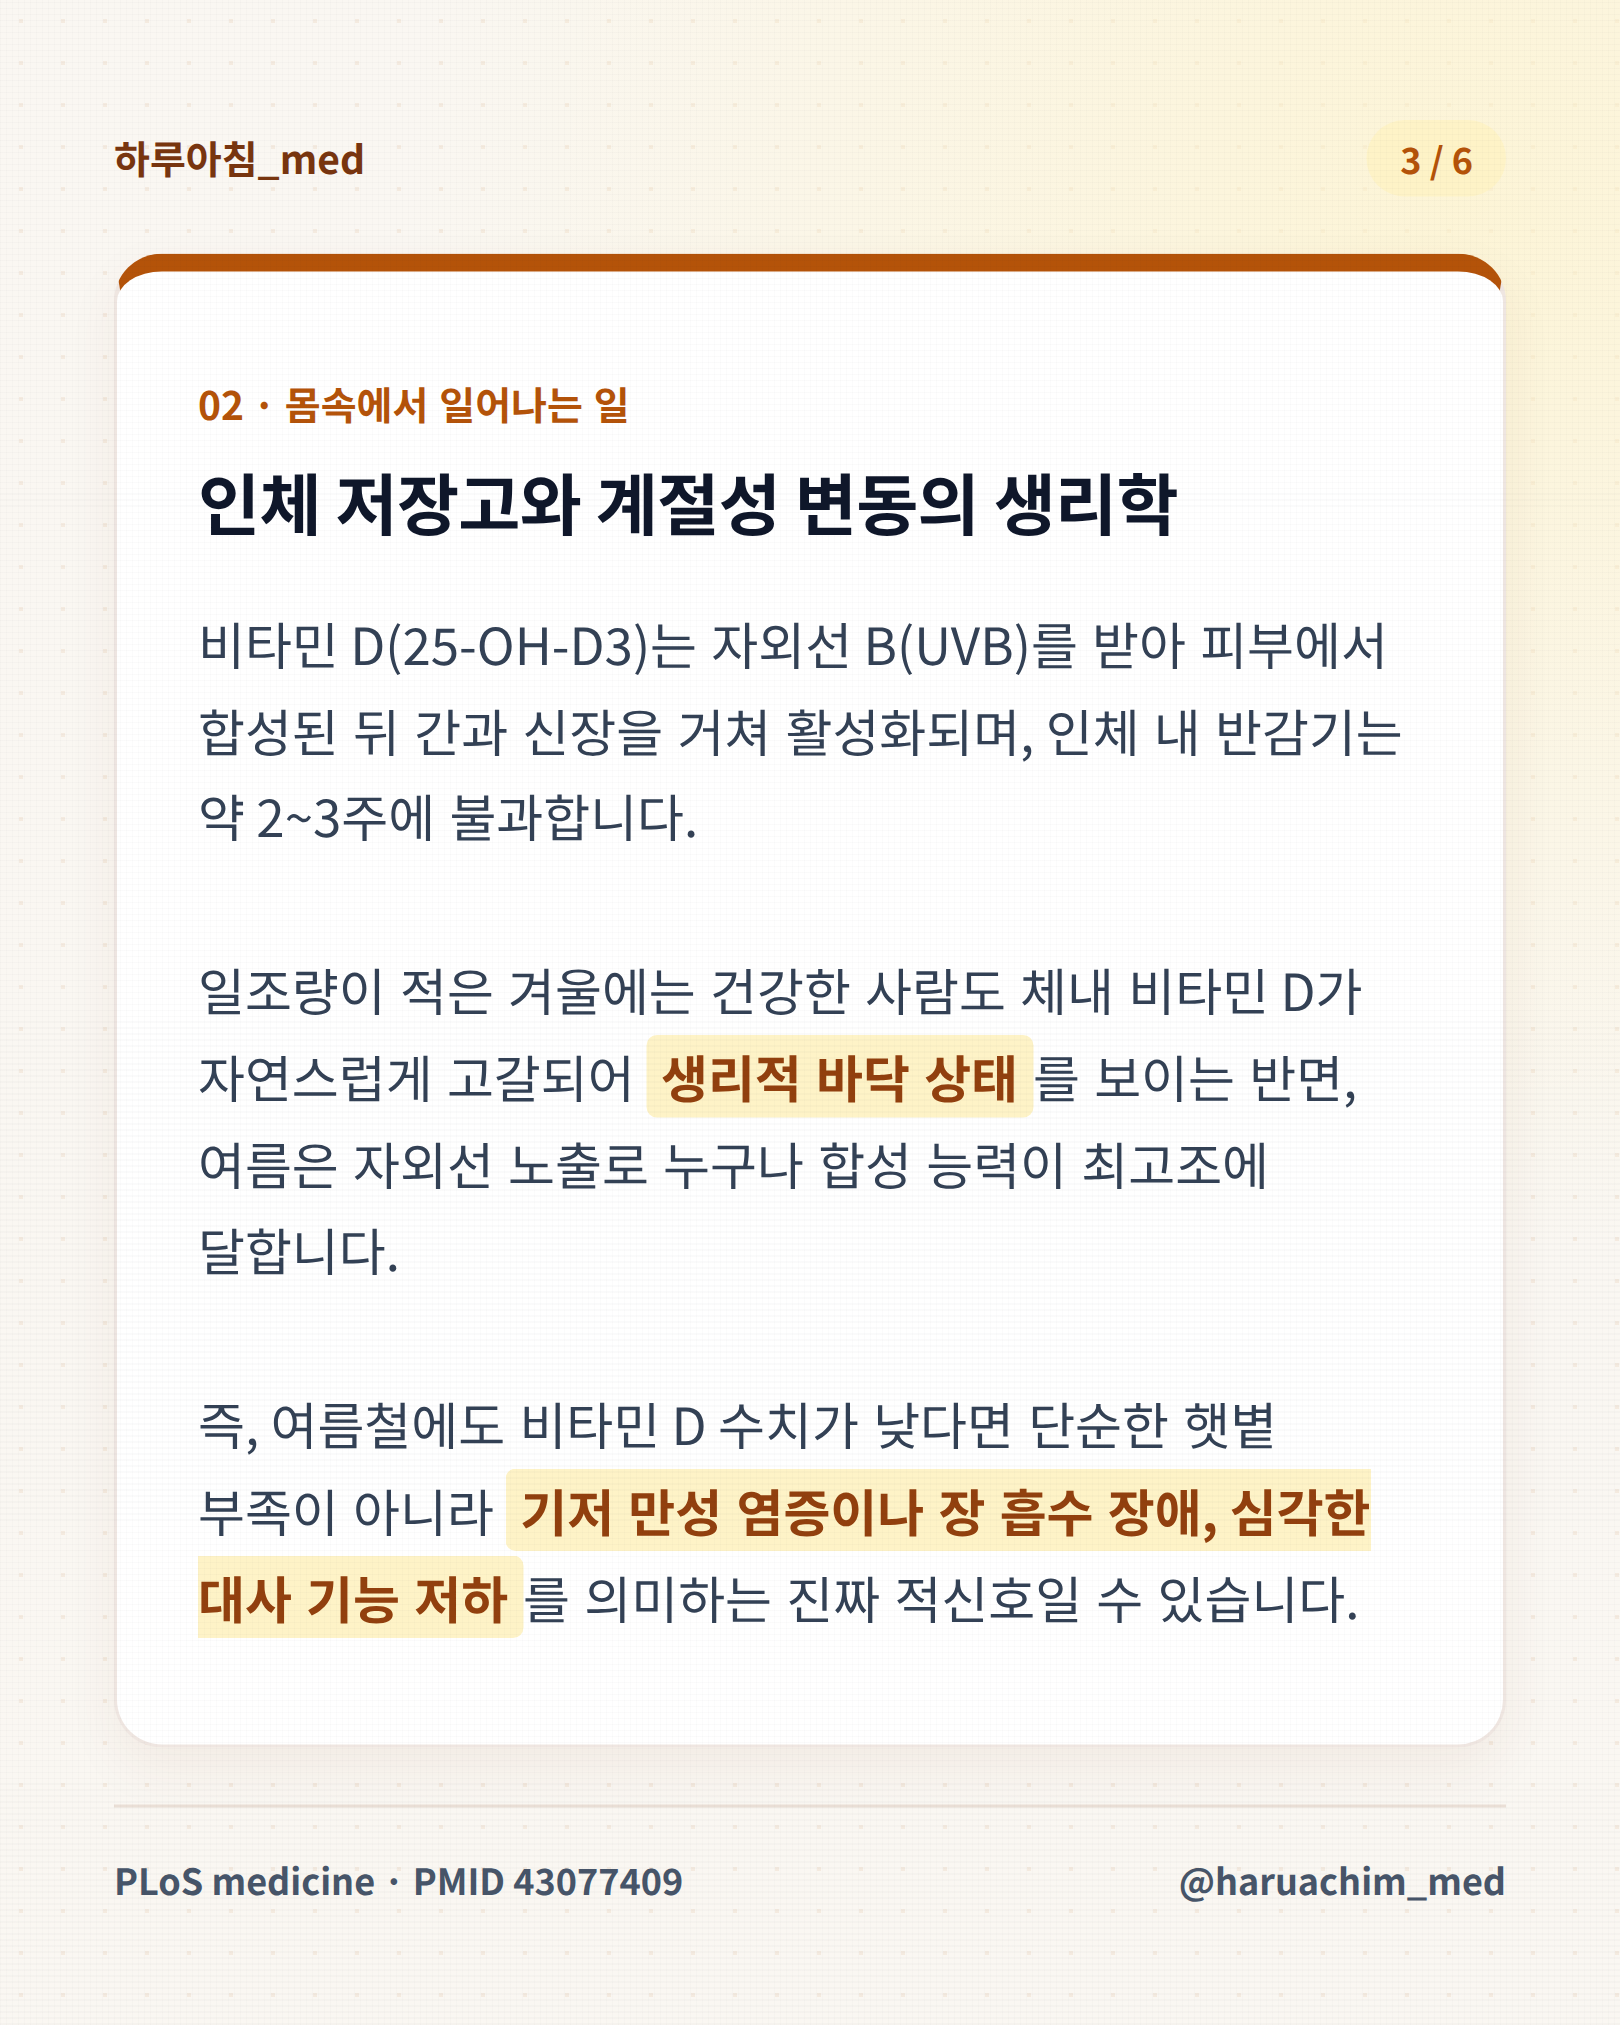 하루아침_med
3 / 6
02 · 몸속에서 일어나는 일
인체 저장고와 계절성 변동의 생리학
비타민 D(25-OH-D3)는 자외선 B(UVB)를 받아 피부에서
합성된 뒤 간과 신장을 거쳐 활성화되며, 인체 내 반감기는
약 2~3주에 불과합니다.
일조량이 적은 겨울에는 건강한 사람도 체내 비타민 D가
자연스럽게 고갈되어 생리적 바닥 상태를 보이는 반면,
여름은 자외선 노출로 누구나 합성 능력이 최고조에
달합니다.
즉, 여름철에도 비타민 D 수치가 낮다면 단순한 햇볕
부족이 아니라 기저 만성 염증이나 장 흡수 장애, 심각한
대사 기능 저하를 의미하는 진짜 적신호일 수 있습니다.
PLoS medicine · PMID 43077409
@haruachim_med